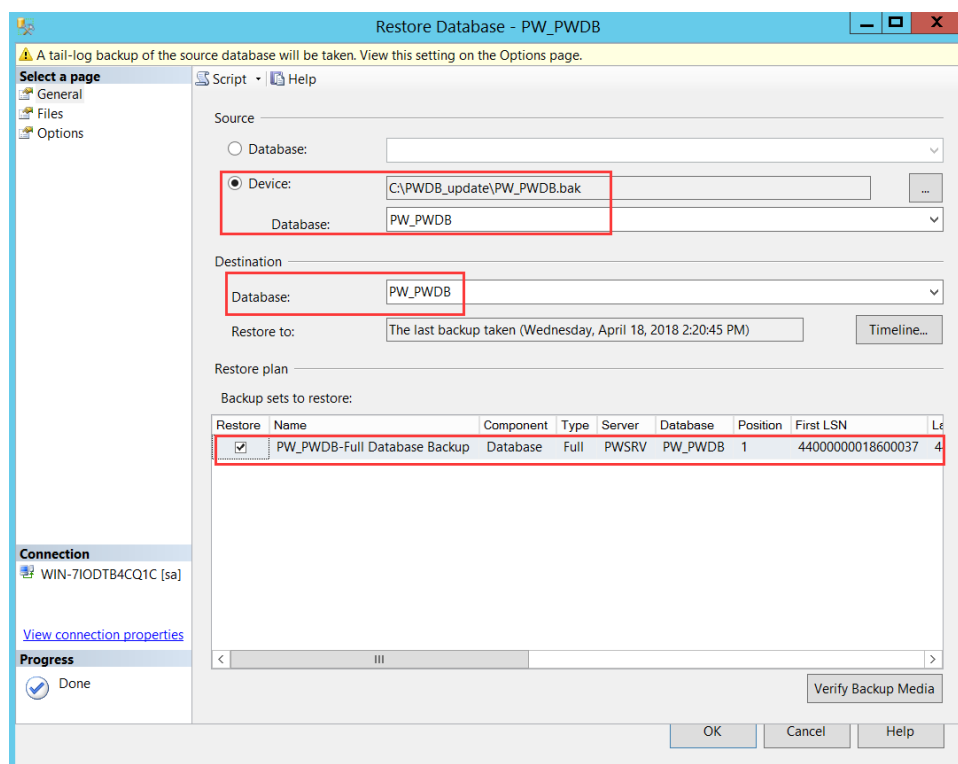 Restore Database - PW_PWDB
A tail-log backup of the source database will be taken. View this setting on the Options page.
Select a page
General
Files
Options
Script Help
Source
Database:
Device: C:\PWDB_update\PW_PWDB.bak ...
Database: PW_PWDB
Destination
Database: PW_PWDB
Restore to: The last backup taken (Wednesday, April 18, 2018 2:20:45 PM) Timeline...
Restore plan
Backup sets to restore:
Restore Name Component Type Server Database Position First LSN
PW_PWDB-Full Database Backup Database Full PWSRV PW_PWDB 1 44000000018600037 4
Connection
WIN-7IODTB4CQ1C [sa]
View connection properties
Progress
Done
Verify Backup Media
OK Cancel Help